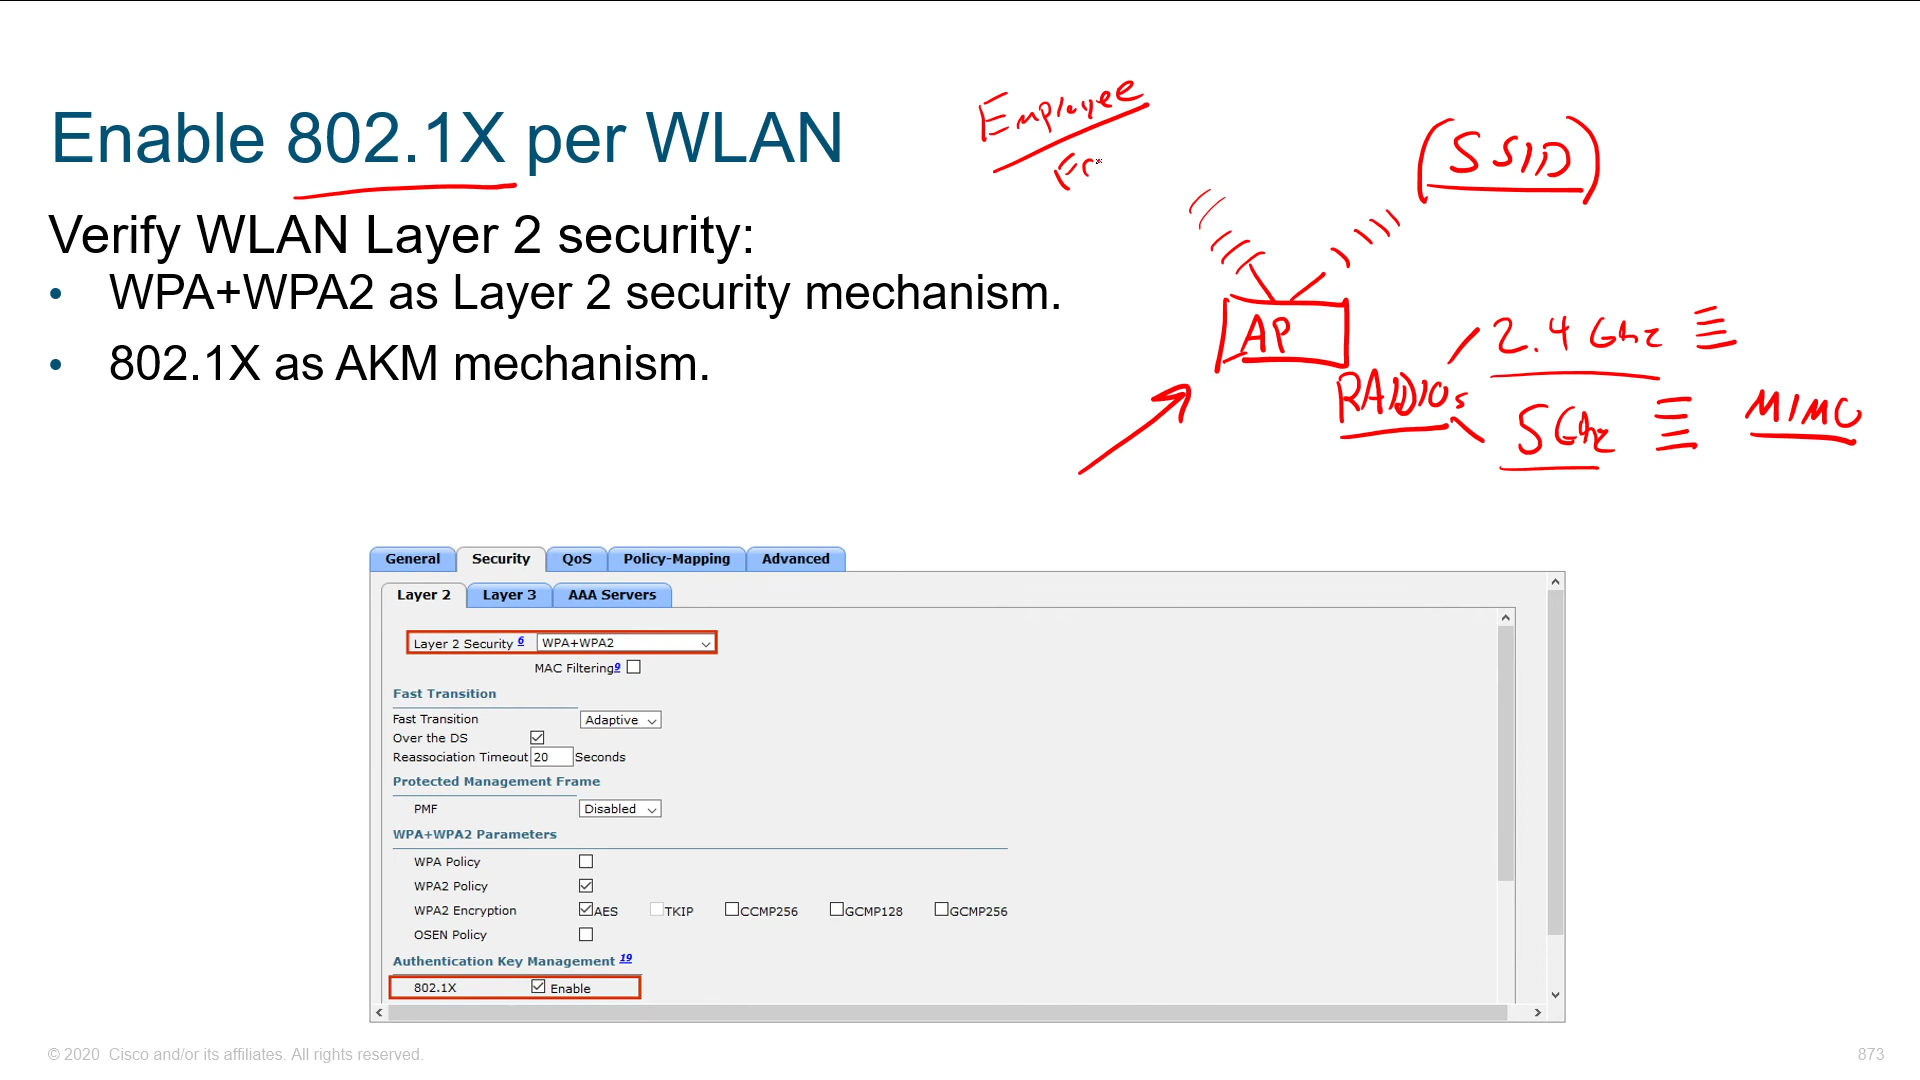 Enable 802.1X per WLAN
Verify WLAN Layer 2 security:
• WPA+WPA2 as Layer 2 security mechanism.
• 802.1X as AKM mechanism.
Employee
(SSID)
AP
RADIOs
2.4 Ghz
5Ghz
MIMO
General Security QoS Policy-Mapping Advanced
Layer 2 Layer 3 AAA Servers
Layer 2 Security 6 WPA+WPA2
MAC Filtering 9
Fast Transition
Fast Transition Adaptive
Over the DS
Reassociation Timeout 20 Seconds
Protected Management Frame
PMF Disabled
WPA+WPA2 Parameters
WPA Policy
WPA2 Policy
WPA2 Encryption AES TKIP CCMP256 GCMP128 GCMP256
OSEN Policy
Authentication Key Management 19
802.1X Enable
© 2020 Cisco and/or its affiliates. All rights reserved.
873